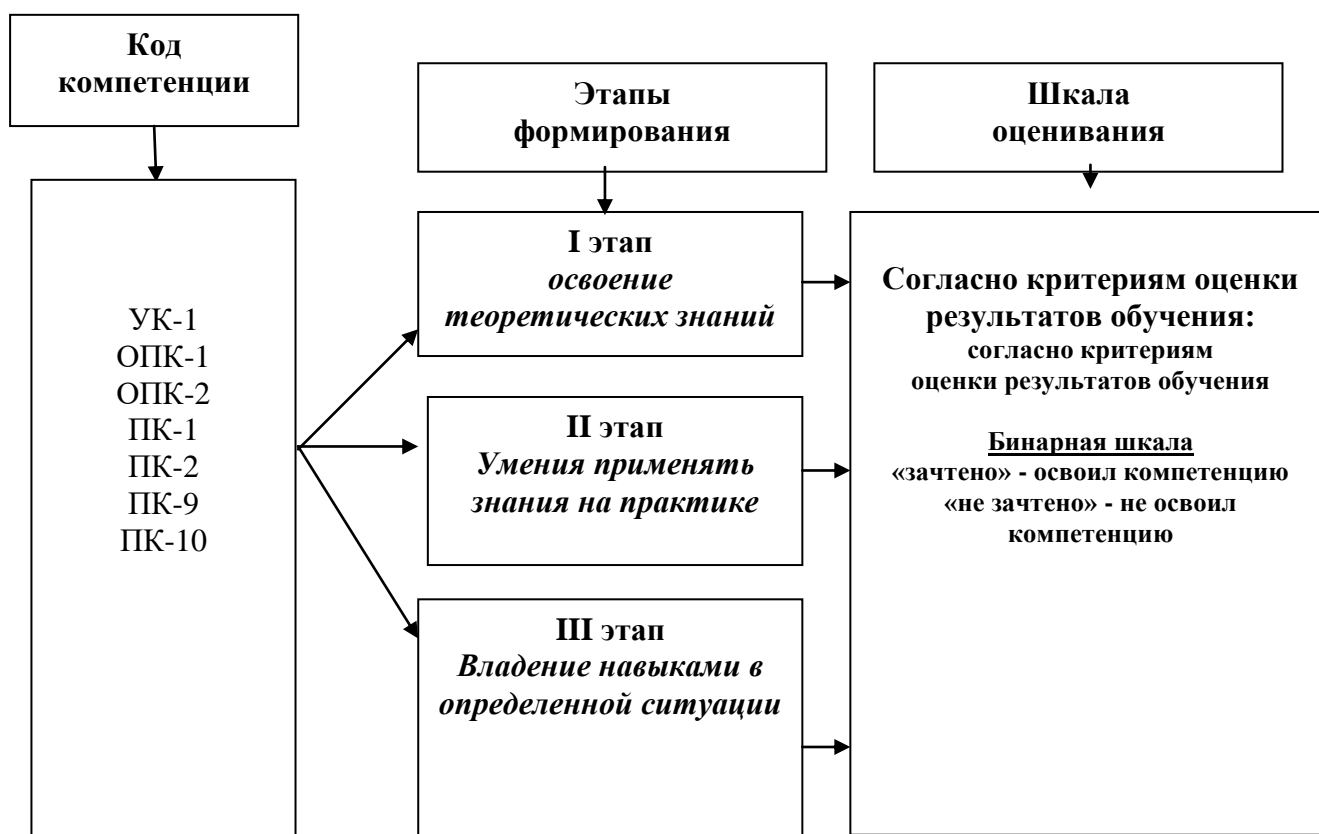 Код
компетенции
Этапы
формирования
Шкала
оценивания
УК-1
ОПК-1
ОПК-2
ПК-1
ПК-2
ПК-9
ПК-10
I этап
освоение
теоретических знаний
II этап
Умения применять
знания на практике
III этап
Владение навыками в
определенной ситуации
Согласно критериям оценки
результатов обучения:
согласно критериям
оценки результатов обучения
Бинарная шкала
«зачтено» - освоил компетенцию
«не зачтено» - не освоил
компетенцию